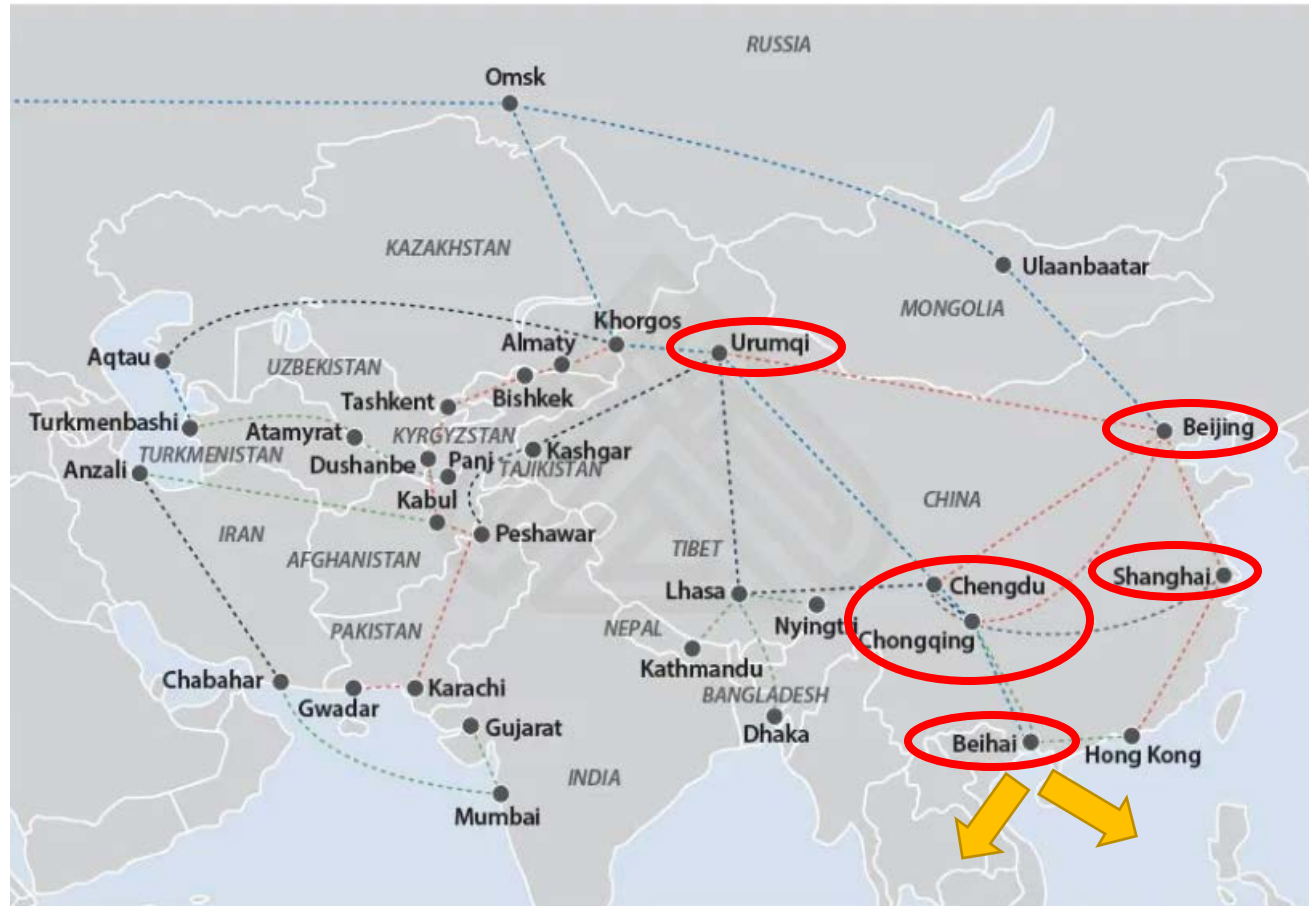 RUSSIA
Omsk
KAZAKHSTAN
Ulaanbaatar
MONGOLIA
Khorgos
Urumqi
Almaty
Aqtau
UZBEKISTAN
Bishkek
Tashkent
Turkmenbashi
Atamyrat
KYRGYZSTAN
Kashgar
Beijing
TURKMENISTAN
Dushanbe
Panj
TAJIKISTAN
Anzali
Kabul
CHINA
IRAN
Peshawar
AFGHANISTAN
TIBET
Shanghai
Lhasa
Chengdu
PAKISTAN
NEPAL
Nyingtri
Chongqing
Kathmandu
Chabahar
Karachi
BANGLADESH
Gwadar
Gujarat
Dhaka
Beihai
Hong Kong
INDIA
Mumbai